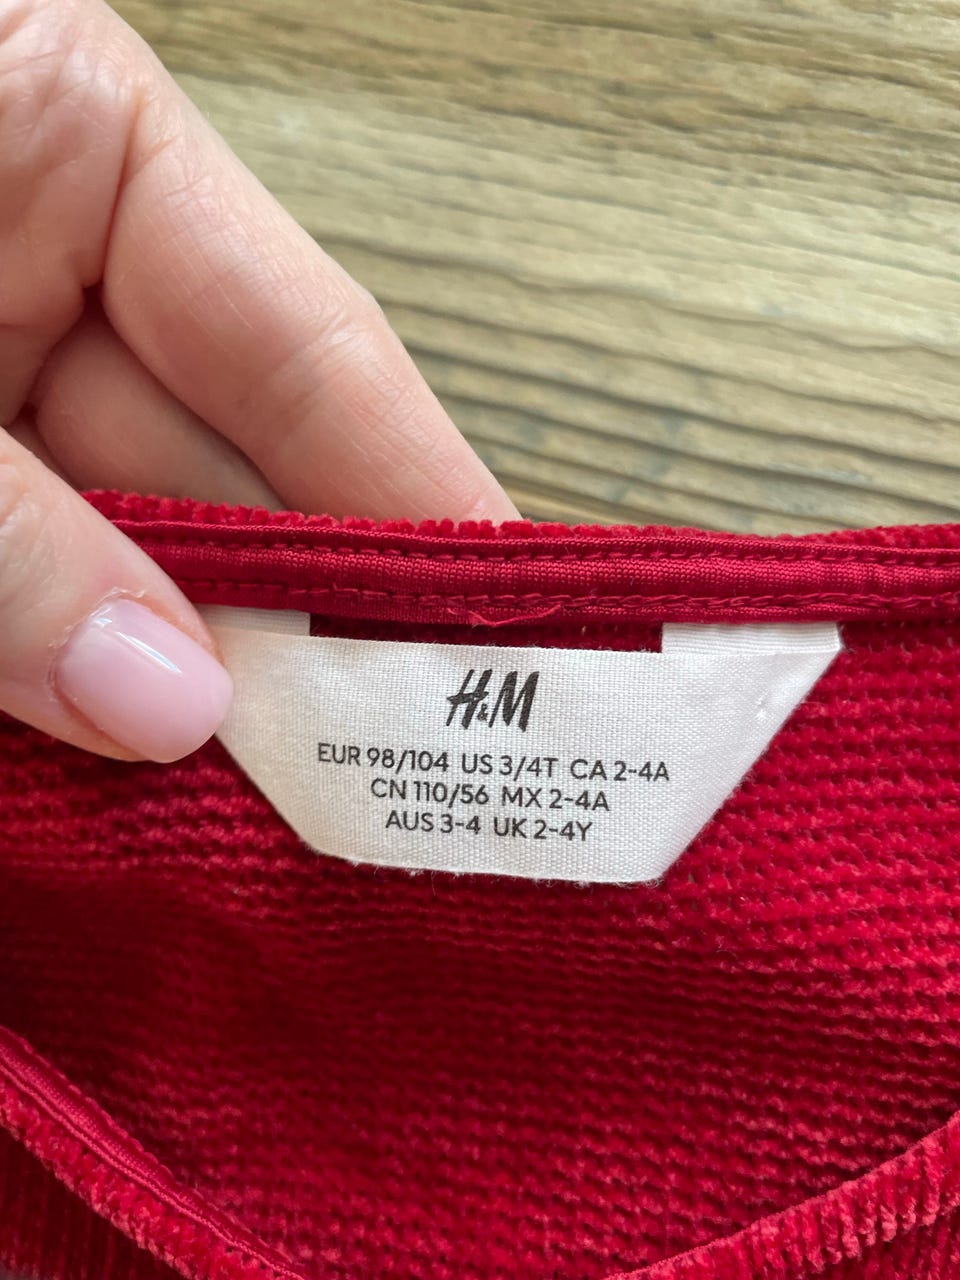 H&M
EUR 98/104 US 3/4T CA 2-4A
CN 110/56 MX 2-4A
AUS 3-4 UK 2-4Y